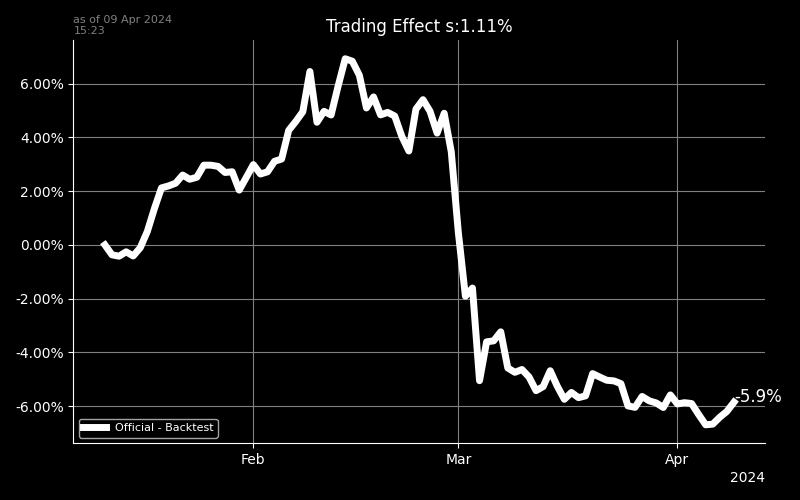 as of 09 Apr 2024
15:23
Trading Effect s:1.11%
6.00%
4.00%
2.00%
0.00%
-2.00%
-4.00%
-6.00%
-5.9%
Official - Backtest
Feb
Mar
Apr
2024